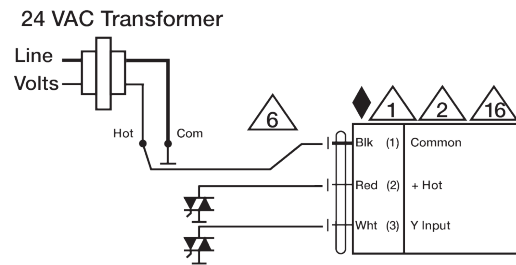 24 VAC Transformer
Line
Volts
Hot
Com
6
1
2
16
Blk (1) Common
Red (2) + Hot
Wht (3) Y Input